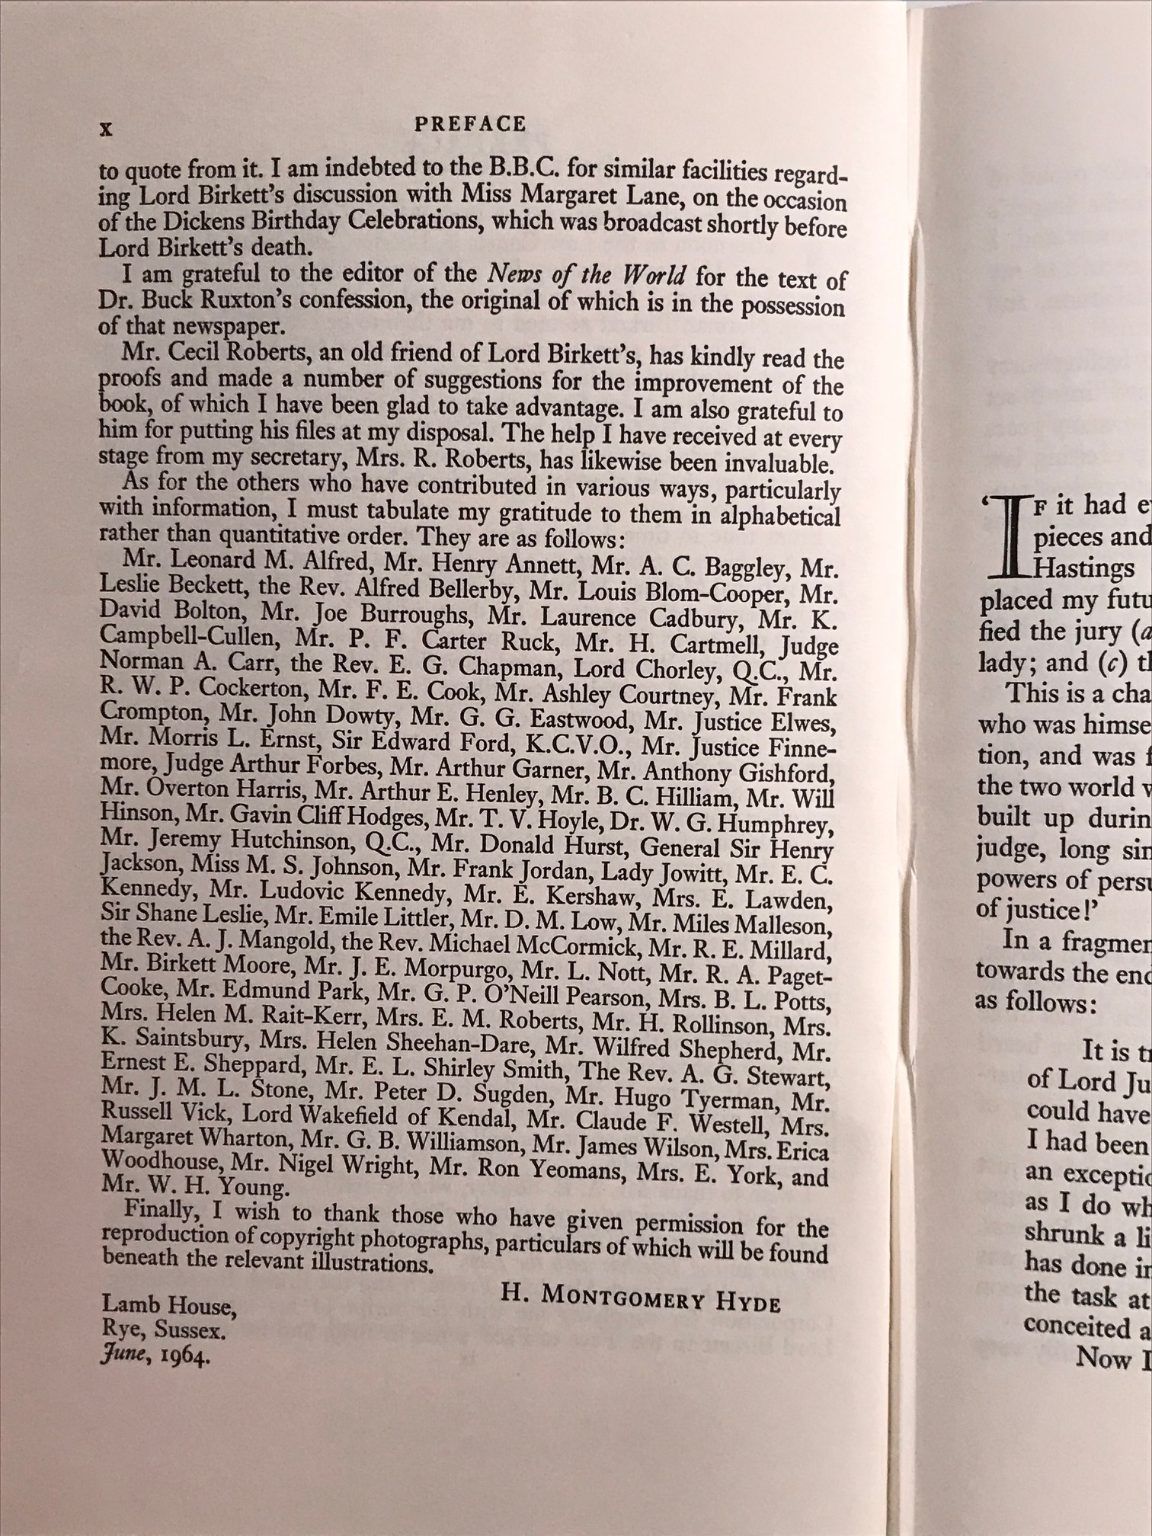 x PREFACE
to quote from it. I am indebted to the B.B.C. for similar facilities regard-
ing Lord Birkett's discussion with Miss Margaret Lane, on the occasion
of the Dickens Birthday Celebrations, which was broadcast shortly before
Lord Birkett's death.
I am grateful to the editor of the News of the World for the text of
Dr. Buck Ruxton's confession, the original of which is in the possession
of that newspaper.
Mr. Cecil Roberts, an old friend of Lord Birkett's, has kindly read the
proofs and made a number of suggestions for the improvement of the
book, of which I have been glad to take advantage. I am also grateful to
him for putting his files at my disposal. The help I have received at every
stage from my secretary, Mrs. R. Roberts, has likewise been invaluable.
As for the others who have contributed in various ways, particularly
with information, I must tabulate my gratitude to them in alphabetical
rather than quantitative order. They are as follows:
Mr. Leonard M. Alfred, Mr. Henry Annett, Mr. A. C. Baggley, Mr.
Leslie Beckett, the Rev. Alfred Bellerby, Mr. Louis Blom-Cooper, Mr.
David Bolton, Mr. Joe Burroughs, Mr. Laurence Cadbury, Mr. K.
Campbell-Cullen, Mr. P. F. Carter Ruck, Mr. H. Cartmell, Judge
Norman A. Carr, the Rev. E. G. Chapman, Lord Chorley, Q.C., Mr.
R. W. P. Cockerton, Mr. F. E. Cook, Mr. Ashley Courtney, Mr. Frank
Crompton, Mr. John Dowty, Mr. G. G. Eastwood, Mr. Justice Elwes,
Mr. Morris L. Ernst, Sir Edward Ford, K.C.V.O., Mr. Justice Finne-
more, Judge Arthur Forbes, Mr. Arthur Garner, Mr. Anthony Gishford,
Mr. Overton Harris, Mr. Arthur E. Henley, Mr. B. C. Hilliam, Mr. Will
Hinson, Mr. Gavin Cliff Hodges, Mr. T. V. Hoyle, Dr. W. G. Humphrey,
Mr. Jeremy Hutchinson, Q.C., Mr. Donald Hurst, General Sir Henry
Jackson, Miss M. S. Johnson, Mr. Frank Jordan, Lady Jowitt, Mr. E. C.
Kennedy, Mr. Ludovic Kennedy, Mr. E. Kershaw, Mrs. E. Lawden,
Sir Shane Leslie, Mr. Emile Littler, Mr. D. M. Low, Mr. Miles Malleson,
the Rev. A. J. Mangold, the Rev. Michael McCormick, Mr. R. E. Millard,
Mr. Birkett Moore, Mr. J. E. Morpurgo, Mr. L. Nott, Mr. R. A. Paget-
Cooke, Mr. Edmund Park, Mr. G. P. O'Neill Pearson, Mrs. B. L. Potts,
Mrs. Helen M. Rait-Kerr, Mrs. E. M. Roberts, Mr. H. Rollinson, Mrs.
K. Saintsbury, Mrs. Helen Sheehan-Dare, Mr. Wilfred Shepherd, Mr.
Ernest E. Sheppard, Mr. E. L. Shirley Smith, The Rev. A. G. Stewart,
Mr. J. M. L. Stone, Mr. Peter D. Sugden, Mr. Hugo Tyerman, Mr.
Russell Vick, Lord Wakefield of Kendal, Mr. Claude F. Westell, Mrs.
Margaret Wharton, Mr. G. B. Williamson, Mr. James Wilson, Mrs. Erica
Woodhouse, Mr. Nigel Wright, Mr. Ron Yeomans, Mrs. E. York, and
Mr. W. H. Young.
Finally, I wish to thank those who have given permission for the
reproduction of copyright photographs, particulars of which will be found
beneath the relevant illustrations.
H. MONTGOMERY HYDE
Lamb House,
Rye, Sussex.
June, 1964.
'IF it had
pieces and
Hastings
placed my
fied the jury
lady; and (c)
This is a
who was
tion, and was
the two world
built up
judge, long
powers of
of justice!'
In a
towards the
as follows:
It is
of Lord
could have
I had been
an
as I do
shrunk a
has done
the task at
conceited
Now I